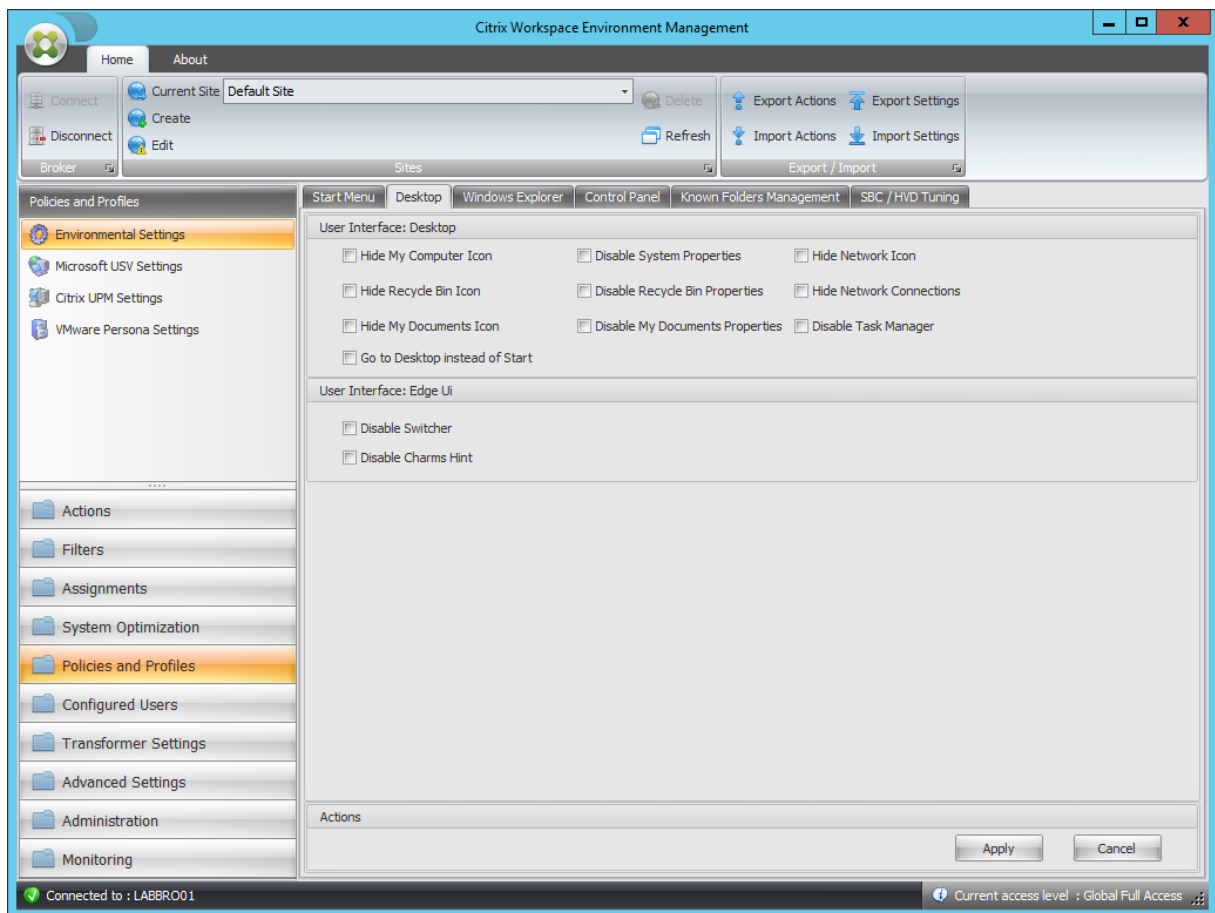 Citrix Workspace Environment Management
Home About
Connect
Disconnect
Broker
Current Site Default Site
Create
Edit
Delete
Refresh
Sites
Export Actions Export Settings
Import Actions Import Settings
Export / Import
Policies and Profiles
Environmental Settings
Microsoft USV Settings
Citrix UPM Settings
VMware Persona Settings
Actions
Filters
Assignments
System Optimization
Policies and Profiles
Configured Users
Transformer Settings
Advanced Settings
Administration
Monitoring
Start Menu Desktop Windows Explorer Control Panel Known Folders Management SBC / HVD Tuning
User Interface: Desktop
Hide My Computer Icon Disable System Properties Hide Network Icon
Hide Recycle Bin Icon Disable Recycle Bin Properties Hide Network Connections
Hide My Documents Icon Disable My Documents Properties Disable Task Manager
Go to Desktop instead of Start
User Interface: Edge Ui
Disable Switcher
Disable Charms Hint
Actions
Apply Cancel
Connected to : LABBRO01
Current access level : Global Full Access